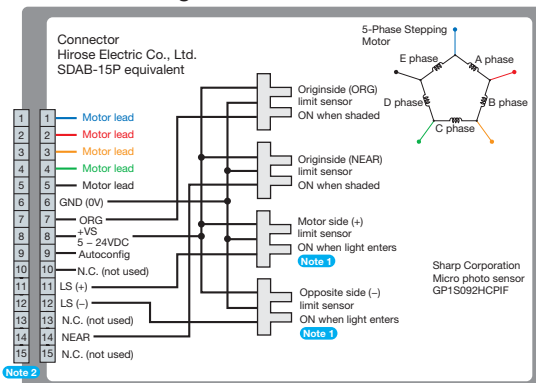 Connector
Hirose Electric Co., Ltd.
SDAB-15P equivalent
5-Phase Stepping
Motor
E phase
A phase
D phase
B phase
C phase
Originside (ORG)
limit sensor
ON when shaded
Originside (NEAR)
limit sensor
ON when shaded
Motor side (+)
limit sensor
ON when light enters
Note 1
Opposite side (−)
limit sensor
ON when light enters
Note 1
Sharp Corporation
Micro photo sensor
GP1S092HCPIF
1 1 Motor lead
2 2 Motor lead
3 3 Motor lead
4 4 Motor lead
5 5 Motor lead
6 6 GND (0V)
7 7 ORG
8 8 +VS
5 – 24VDC
9 9 Autoconfig
10 10 N.C. (not used)
11 11 LS (+)
12 12 LS (−)
13 13 N.C. (not used)
14 14 NEAR
15 15 N.C. (not used)
Note 2